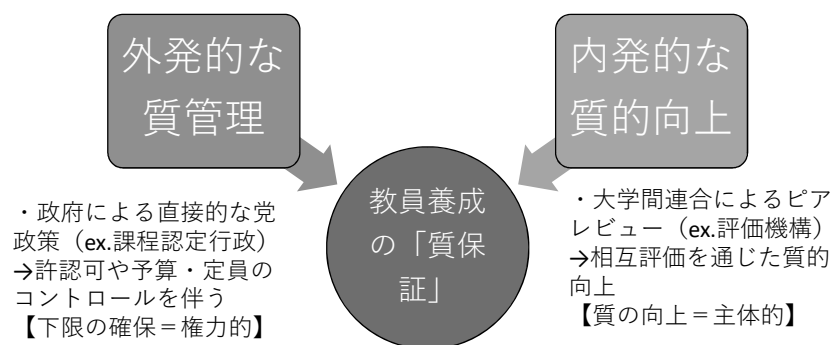 外発的な
質管理
内発的な
質的向上
教員養成
の「質保
証」
・政府による直接的な党
政策（ex.課程認定行政）
→許認可や予算・定員の
コントロールを伴う
【下限の確保＝権力的】
・大学間連合によるピア
レビュー（ex.評価機構）
→相互評価を通じた質的
向上
【質の向上＝主体的】